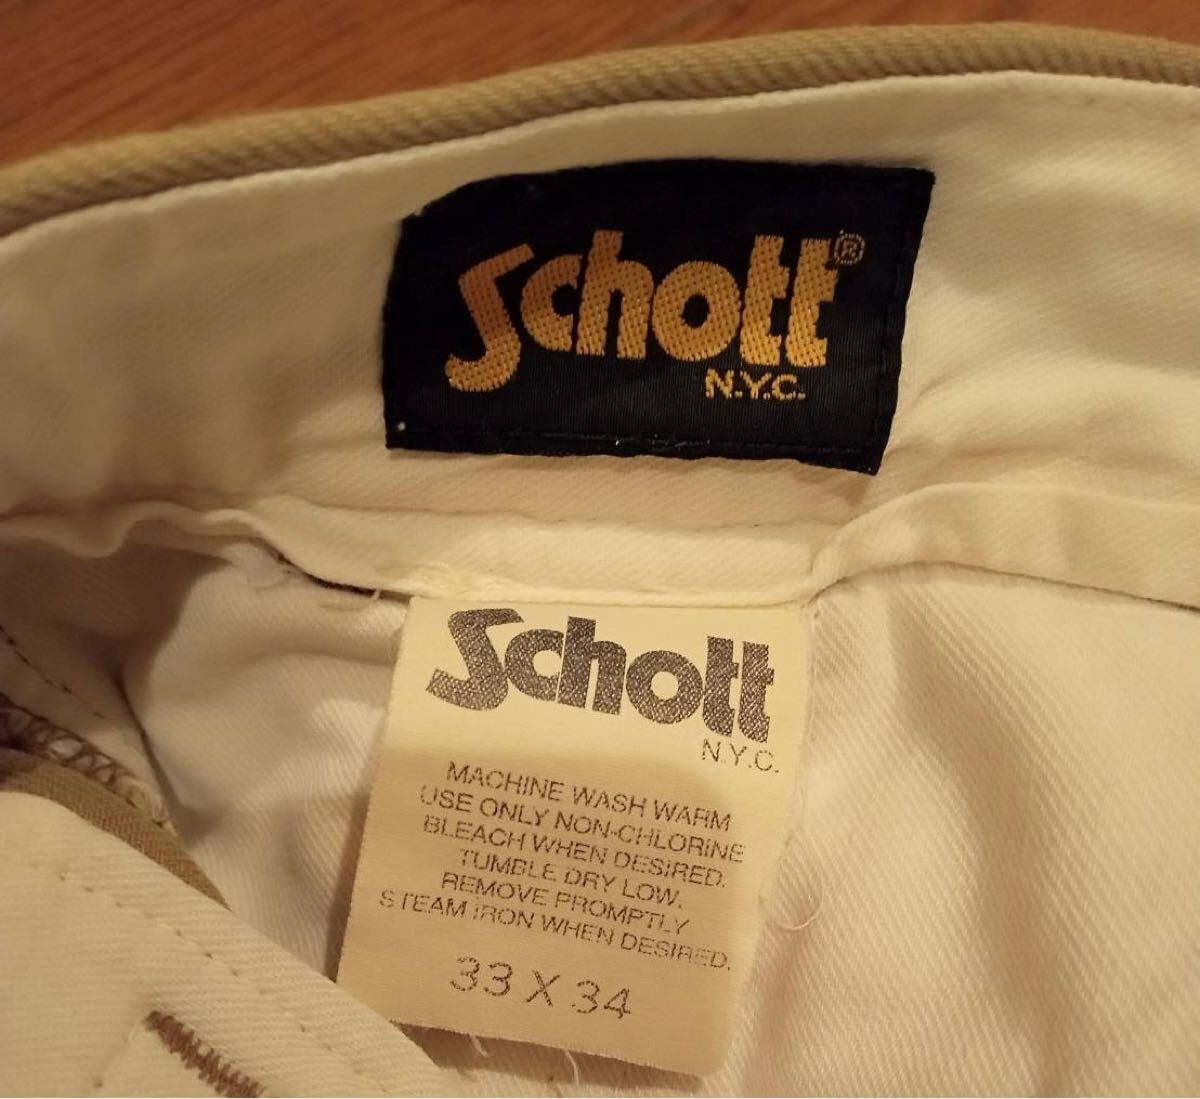 Schott®
N.Y.C.
Schott
N.Y.C.
MACHINE WASH WARM
USE ONLY NON-CHLORINE
BLEACH WHEN DESIRED.
TUMBLE DRY LOW.
REMOVE PROMPTLY
STEAM IRON WHEN DESIRED.
33 X 34